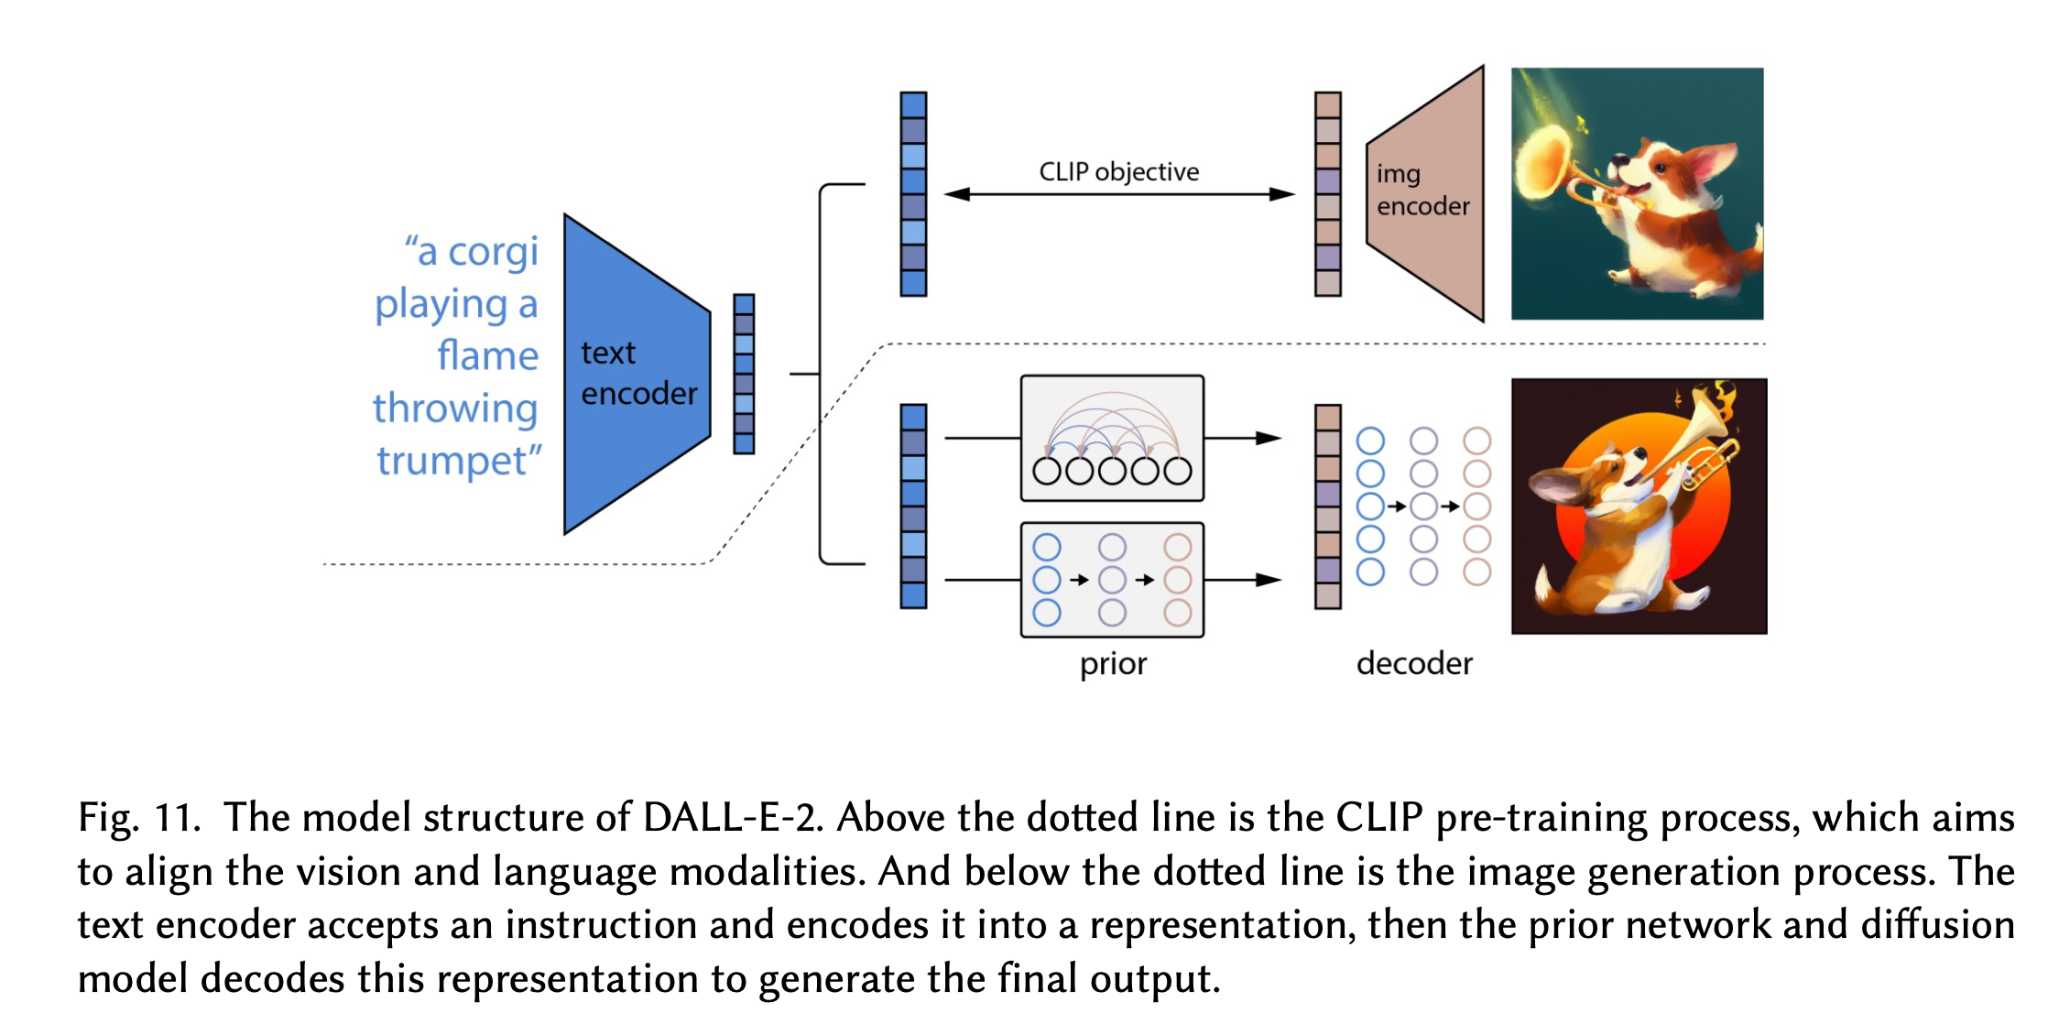 “a corgi
playing a
flame
throwing
trumpet”
text
encoder
CLIP objective
img
encoder
prior
decoder
Fig. 11. The model structure of DALL-E-2. Above the dotted line is the CLIP pre-training process, which aims
to align the vision and language modalities. And below the dotted line is the image generation process. The
text encoder accepts an instruction and encodes it into a representation, then the prior network and diffusion
model decodes this representation to generate the final output.